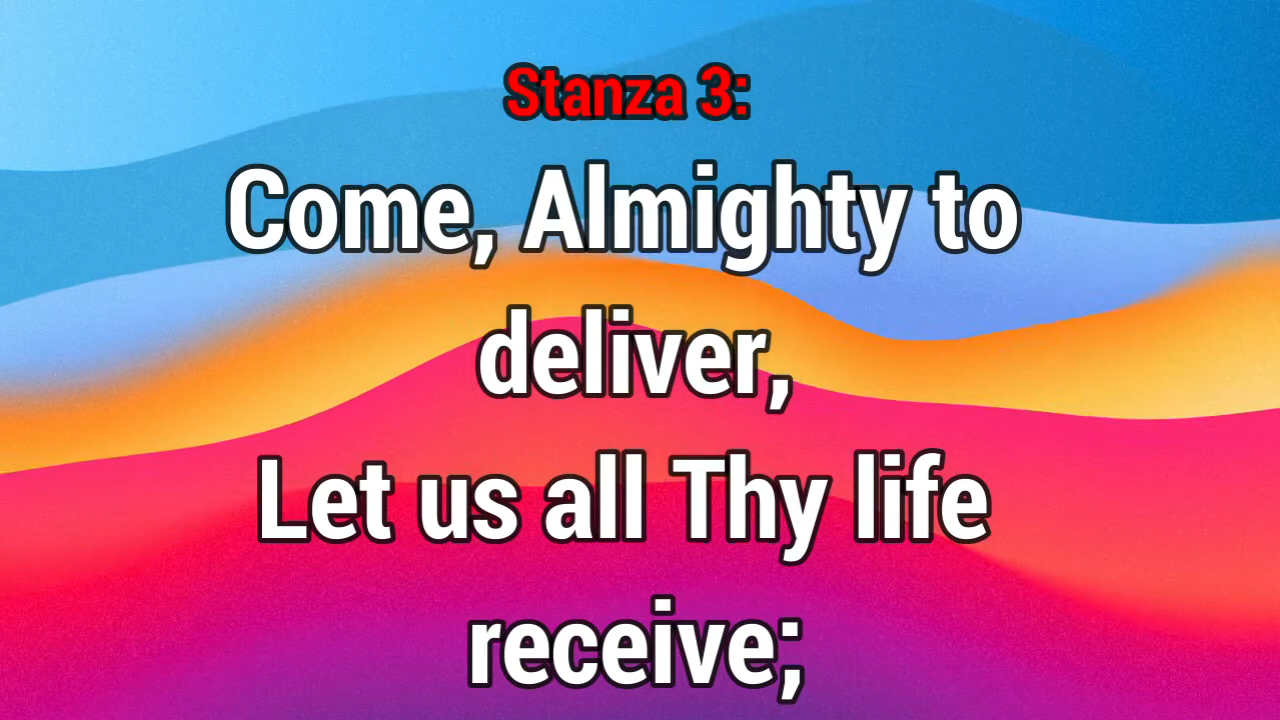 Stanza 3:
Come, Almighty to
deliver,
Let us all Thy life
receive;